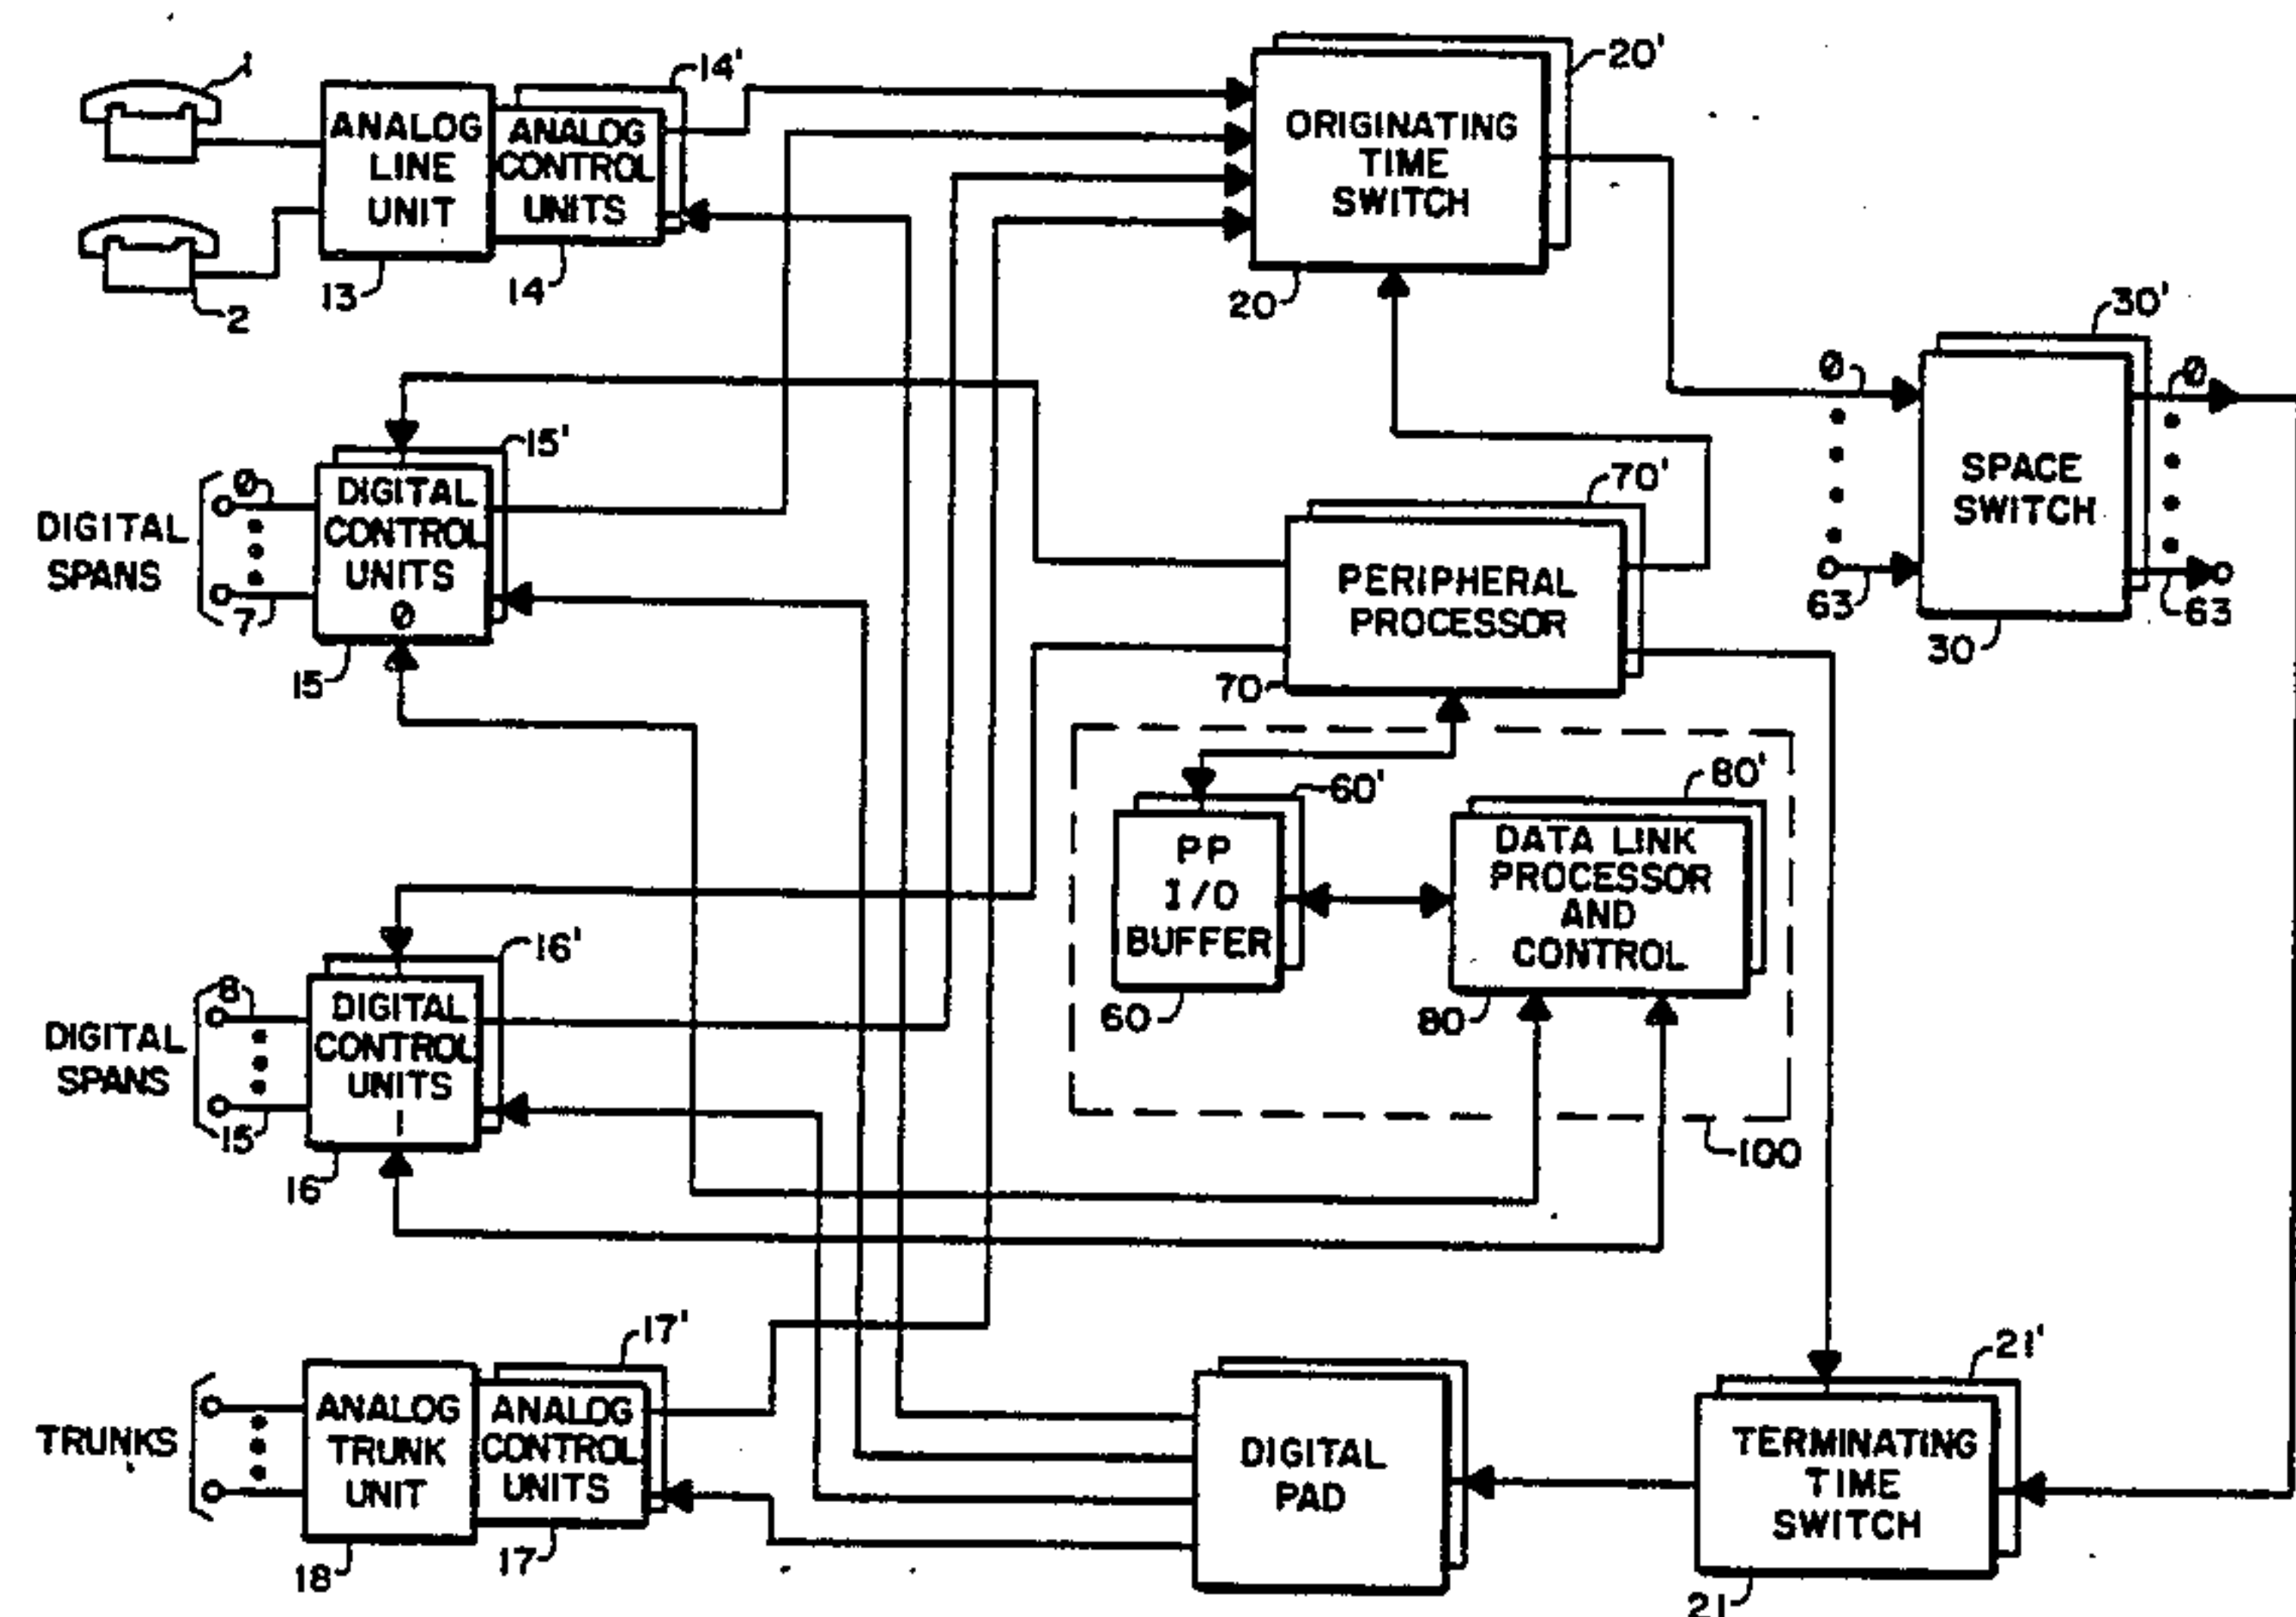 1
2
ANALOG
LINE
UNIT
13
ANALOG
CONTROL
UNITS
14
14'
ORIGINATING
TIME
SWITCH
20
20'
DIGITAL
SPANS
0
7
DIGITAL
CONTROL
UNITS
0
15
15'
PERIPHERAL
PROCESSOR
70
70'
0
63
SPACE
SWITCH
30
30'
0
63
PP
I/O
BUFFER
60
60'
DATA LINK
PROCESSOR
AND
CONTROL
80
80'
100
DIGITAL
SPANS
8
15
DIGITAL
CONTROL
UNITS
1
16
16'
TRUNKS
ANALOG
TRUNK
UNIT
18
ANALOG
CONTROL
UNITS
17
17'
DIGITAL
PAD
TERMINATING
TIME
SWITCH
21
21'